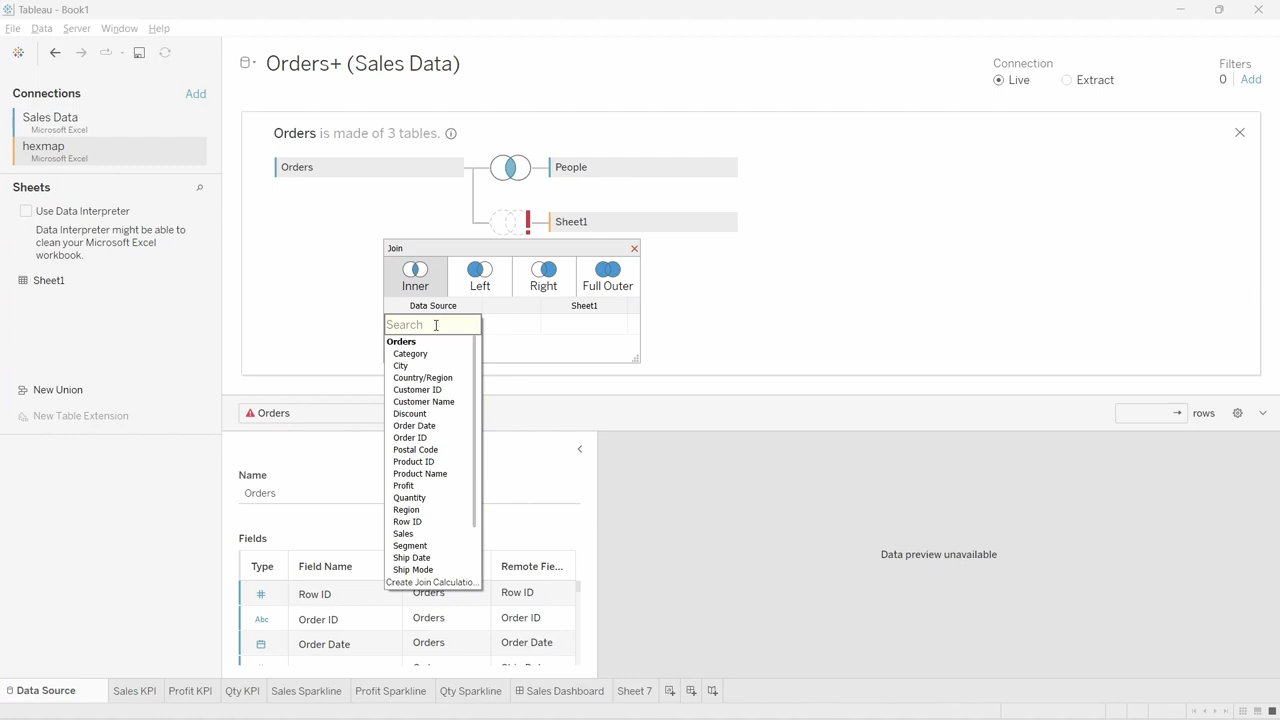 Tableau - Book1
File Data Server Window Help
Connections Add
Sales Data
Microsoft Excel
hexmap
Microsoft Excel
Sheets
Use Data Interpreter
Data Interpreter might be able to
clean your Microsoft Excel
workbook.
Sheet1
New Union
New Table Extension
Orders+ (Sales Data)
Connection
Live Extract
Filters
0 Add
Orders is made of 3 tables.
Orders
People
Sheet1
Join
Inner Left Right Full Outer
Data Source Sheet1
Search
Orders
Category
City
Country/Region
Customer ID
Customer Name
Discount
Order Date
Order ID
Postal Code
Product ID
Product Name
Profit
Quantity
Region
Row ID
Sales
Segment
Ship Date
Ship Mode
Create Join Calculatio...
Orders
rows
Name
Orders
Fields
Type Field Name Remote Fie...
# Row ID Orders Row ID
Abc Order ID Orders Order ID
Order Date Orders Order Date
Data preview unavailable
Data Source Sales KPI Profit KPI Qty KPI Sales Sparkline Profit Sparkline Qty Sparkline Sales Dashboard Sheet 7